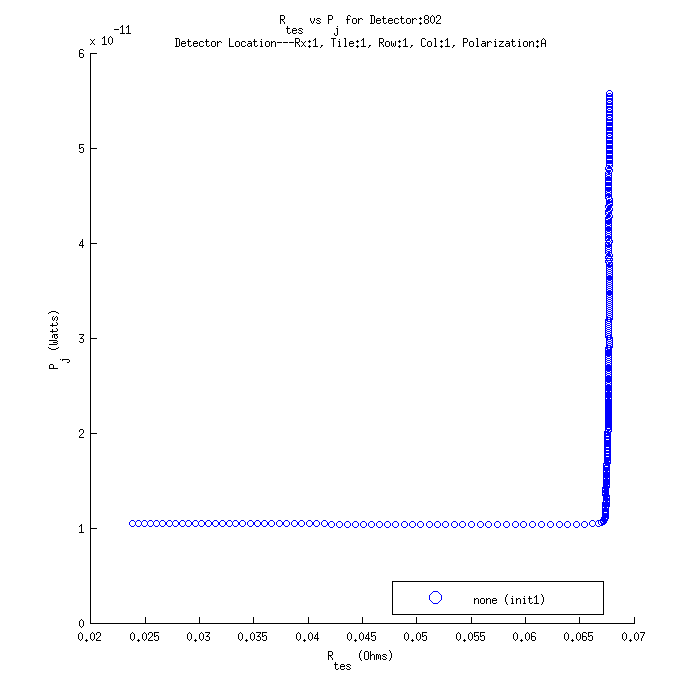 R_tes vs P_j for Detector:802
Detector Location---Rx:1, Tile:1, Row:1, Col:1, Polarization:A
x 10^-11
6
5
4
3
2
1
0
P_j (Watts)
0.02 0.025 0.03 0.035 0.04 0.045 0.05 0.055 0.06 0.065 0.07
R_tes (Ohms)
none (init1)